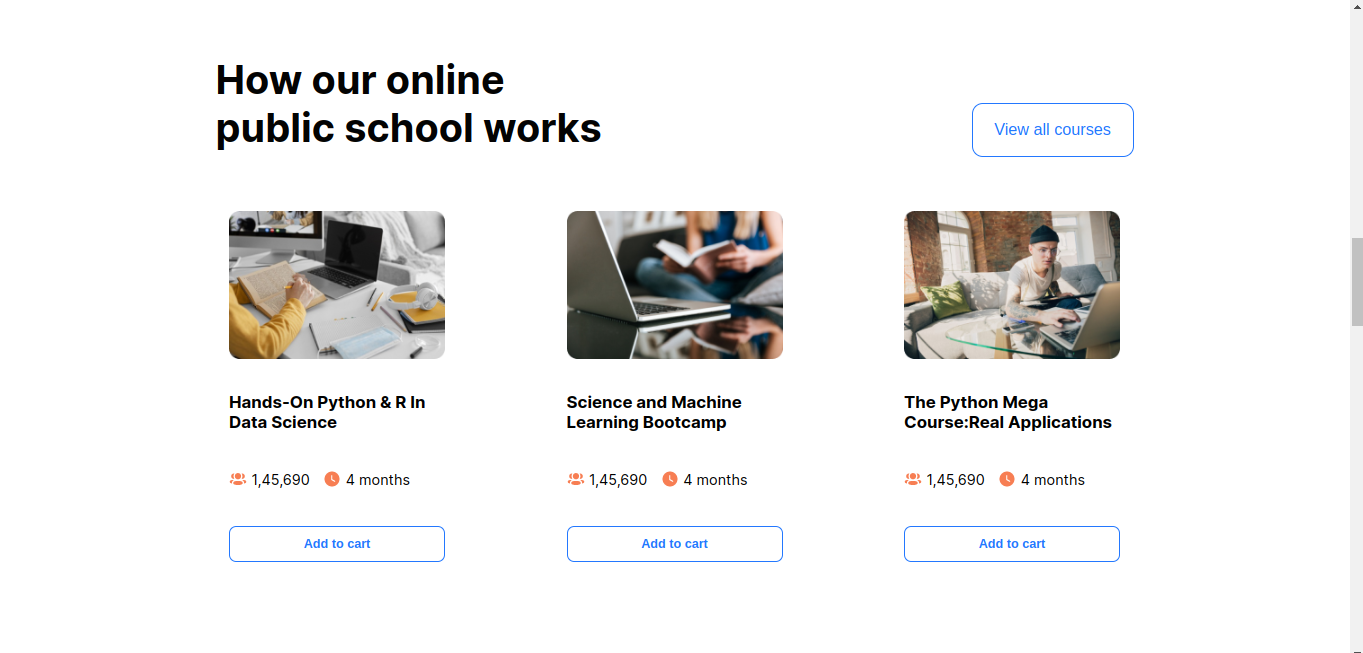 How our online
public school works
View all courses
Hands-On Python & R In
Data Science
1,45,690 4 months
Add to cart
Science and Machine
Learning Bootcamp
1,45,690 4 months
Add to cart
The Python Mega
Course:Real Applications
1,45,690 4 months
Add to cart